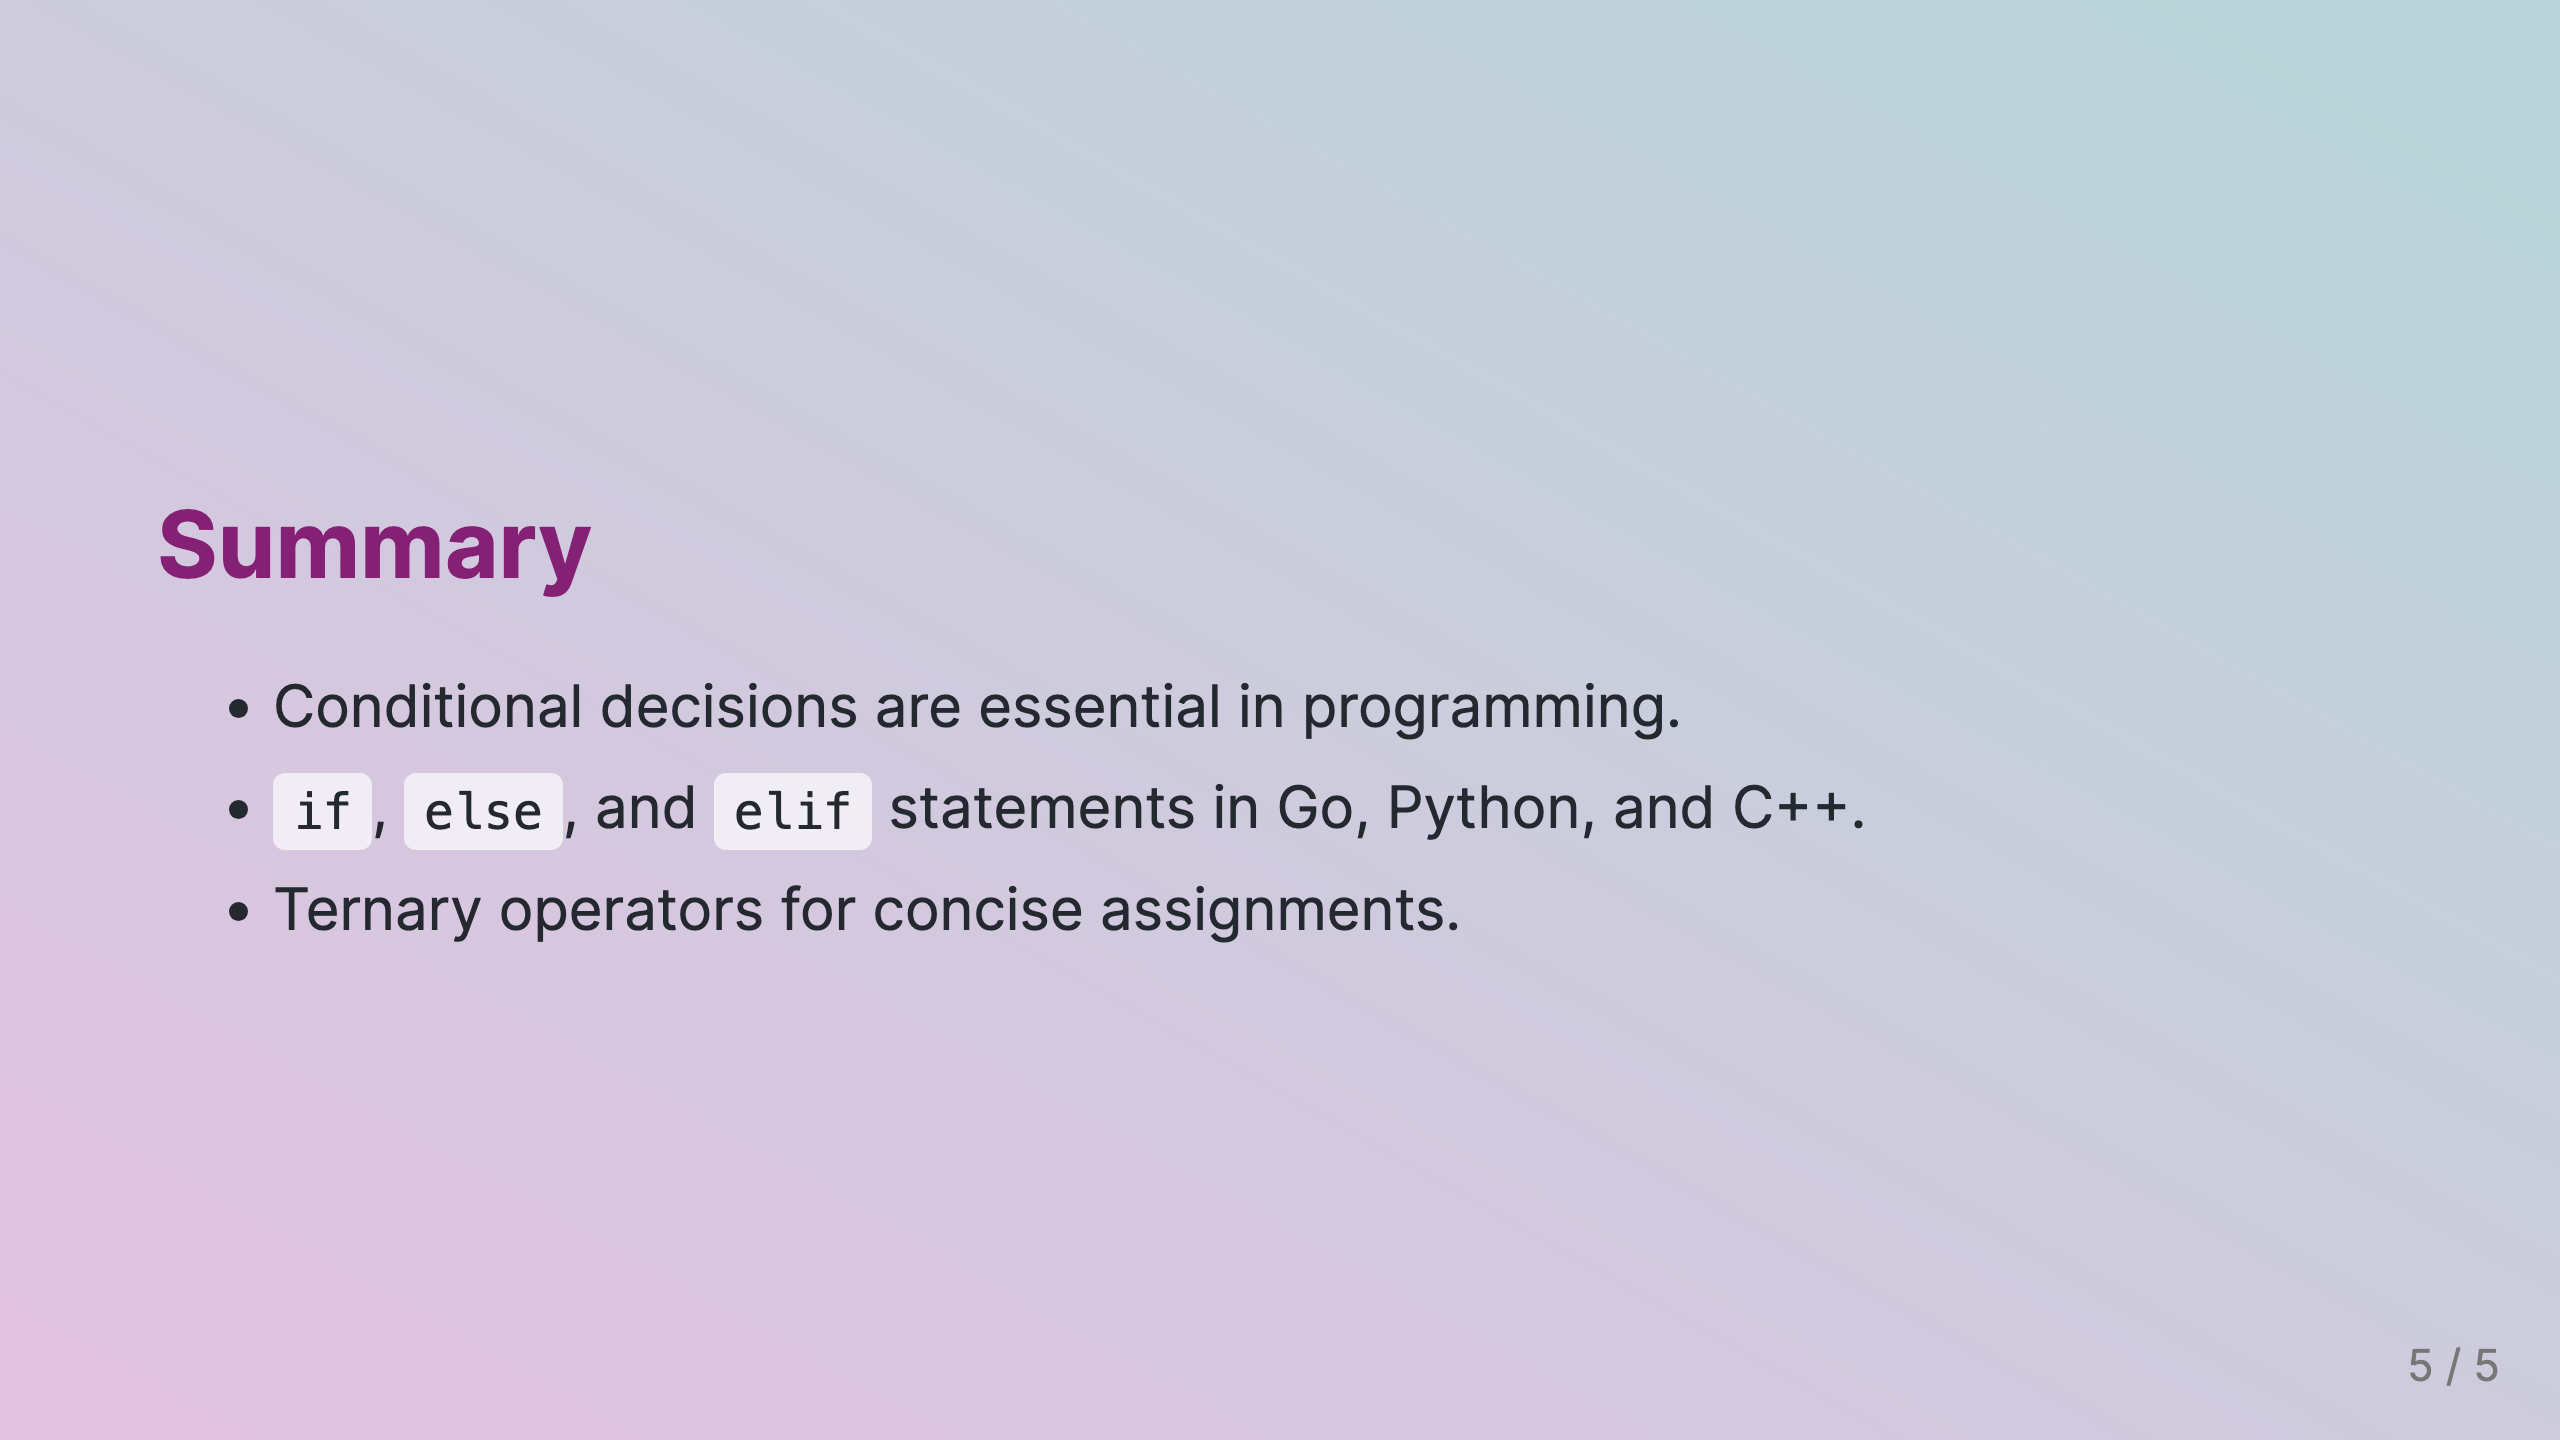 Summary
• Conditional decisions are essential in programming.
• if, else, and elif statements in Go, Python, and C++.
• Ternary operators for concise assignments.
5 / 5